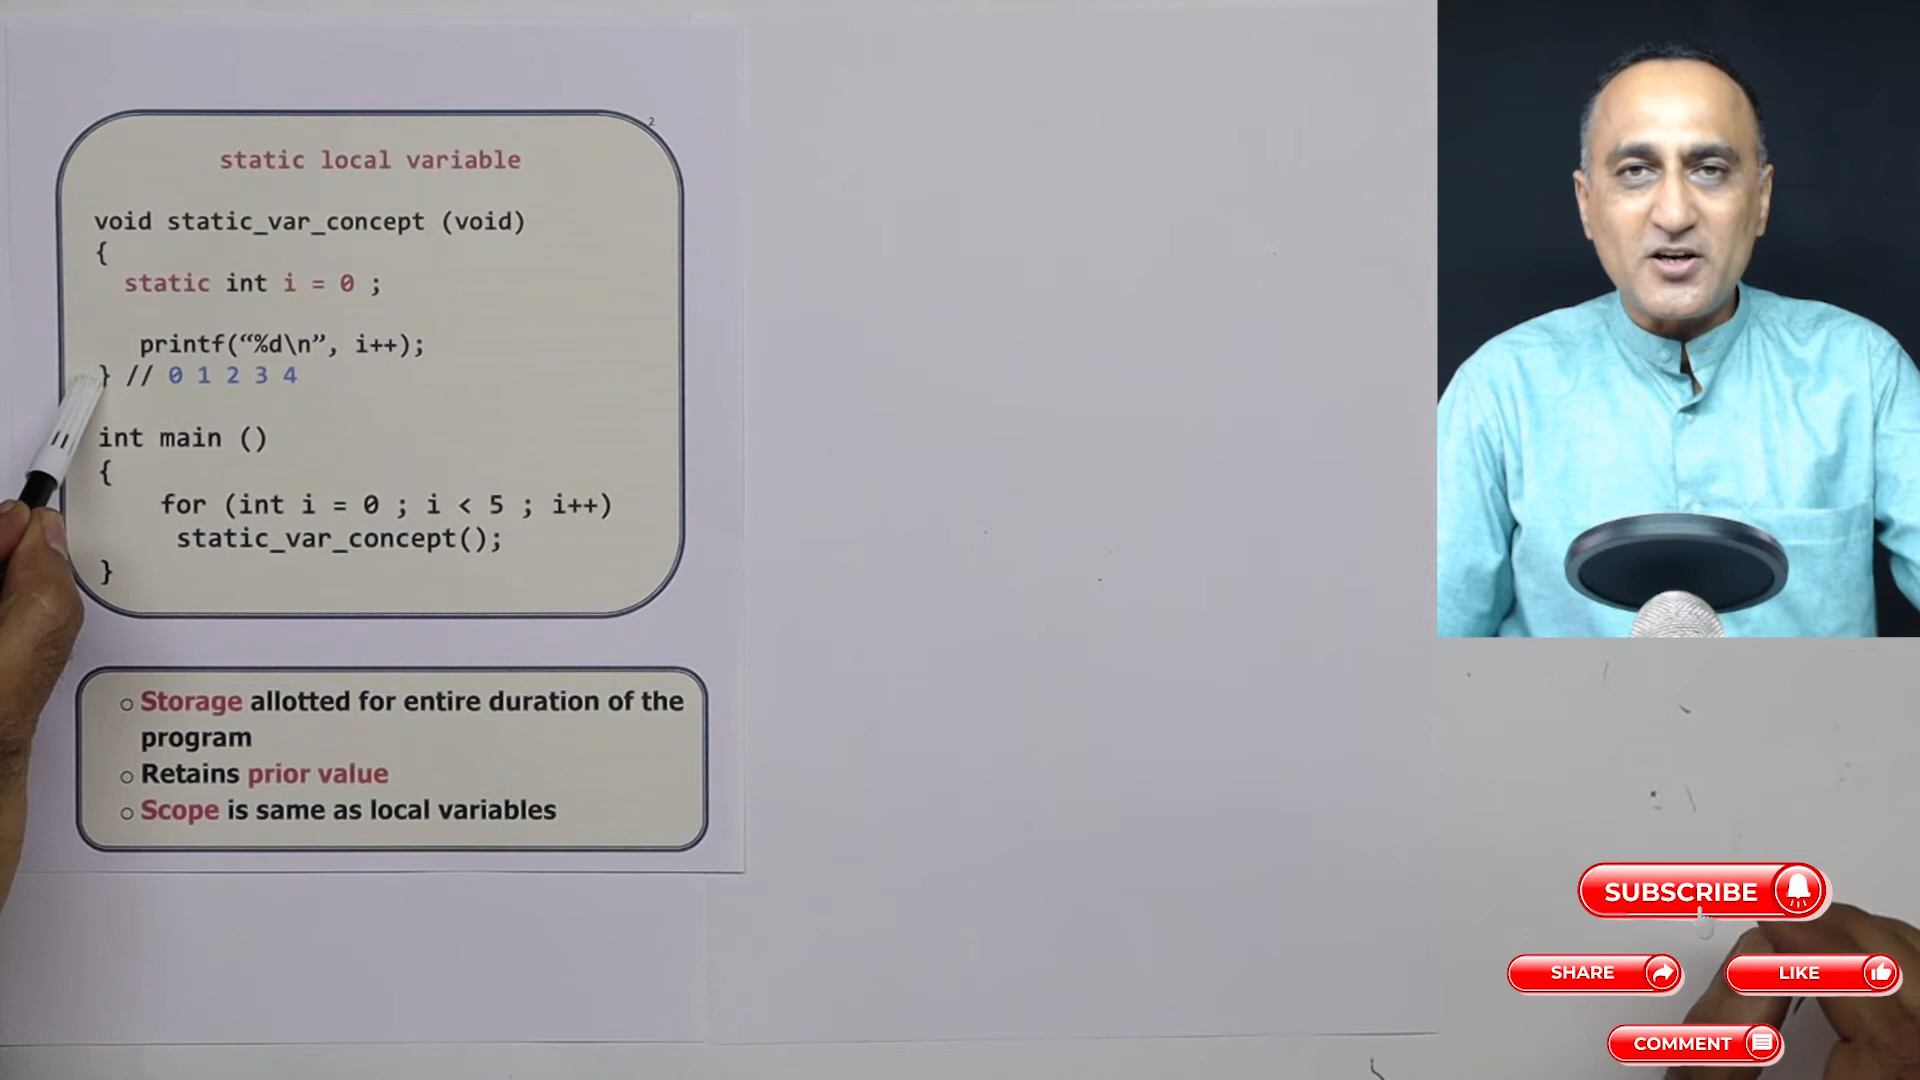 2
static local variable
void static_var_concept (void)
{
static int i = 0 ;
printf(“%d\n”, i++);
} // 0 1 2 3 4
int main ()
{
for (int i = 0 ; i < 5 ; i++)
static_var_concept();
}
○ Storage allotted for entire duration of the
program
○ Retains prior value
○ Scope is same as local variables
SUBSCRIBE
SHARE
LIKE
COMMENT